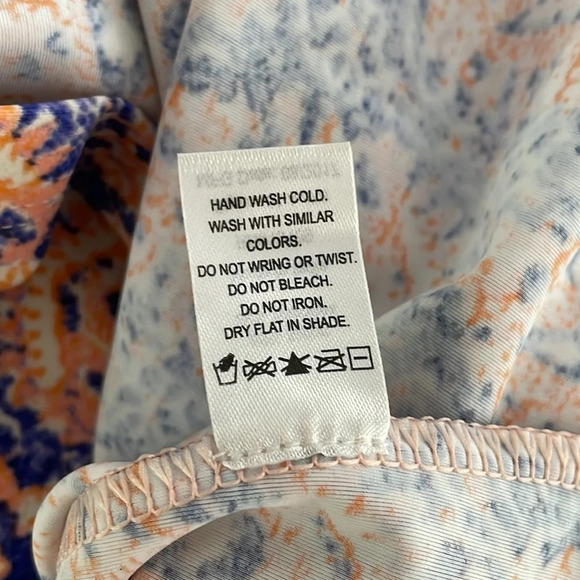 HAND WASH COLD.
WASH WITH SIMILAR
COLORS.
DO NOT WRING OR TWIST.
DO NOT BLEACH.
DO NOT IRON.
DRY FLAT IN SHADE.